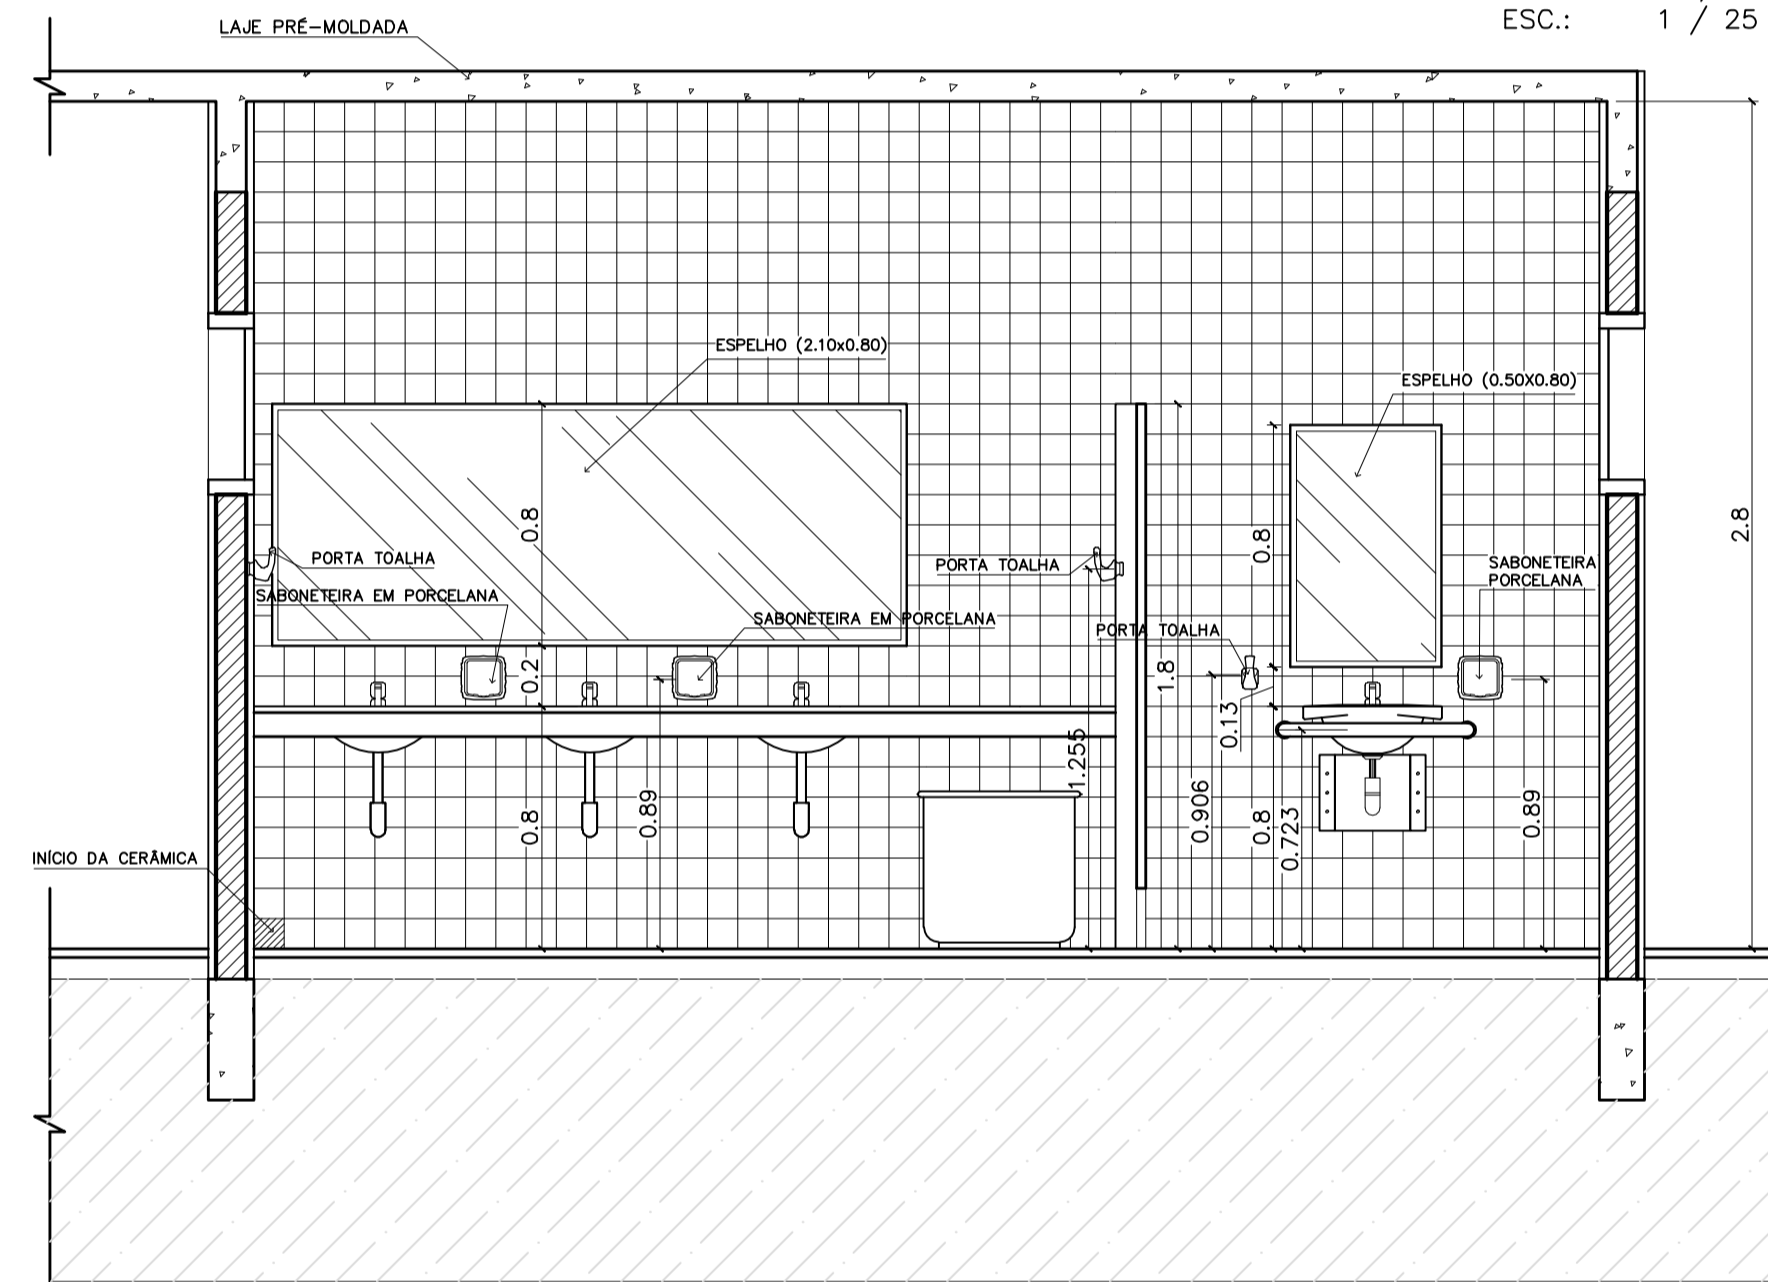 ESC.: 1 / 25
LAJE PRÉ-MOLDADA
ESPELHO (2.10x0.80)
ESPELHO (0.50X0.80)
2.8
0.8
0.8
PORTA TOALHA
PORTA TOALHA
SABONETEIRA
PORCELANA
SABONETEIRA EM PORCELANA
SABONETEIRA EM PORCELANA
PORTA TOALHA
0.2
1.8
0.13
1.255
0.906
0.8
0.89
0.8
0.723
0.89
INÍCIO DA CERÂMICA